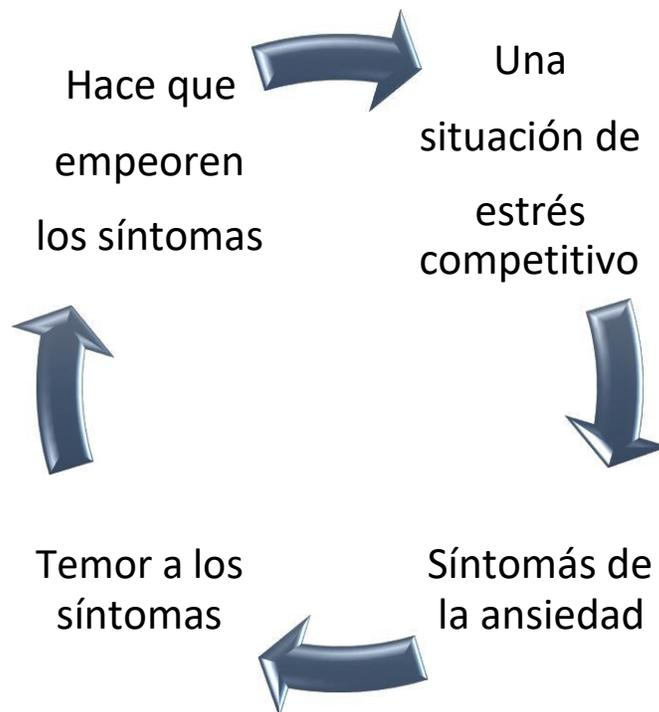 Hace que
empeoren
los síntomas
Una
situación de
estrés
competitivo
Síntomás de
la ansiedad
Temor a los
síntomas